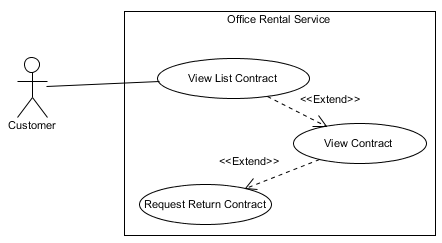 Office Rental Service
View List Contract
<<Extend>>
Customer
View Contract
<<Extend>>
Request Return Contract